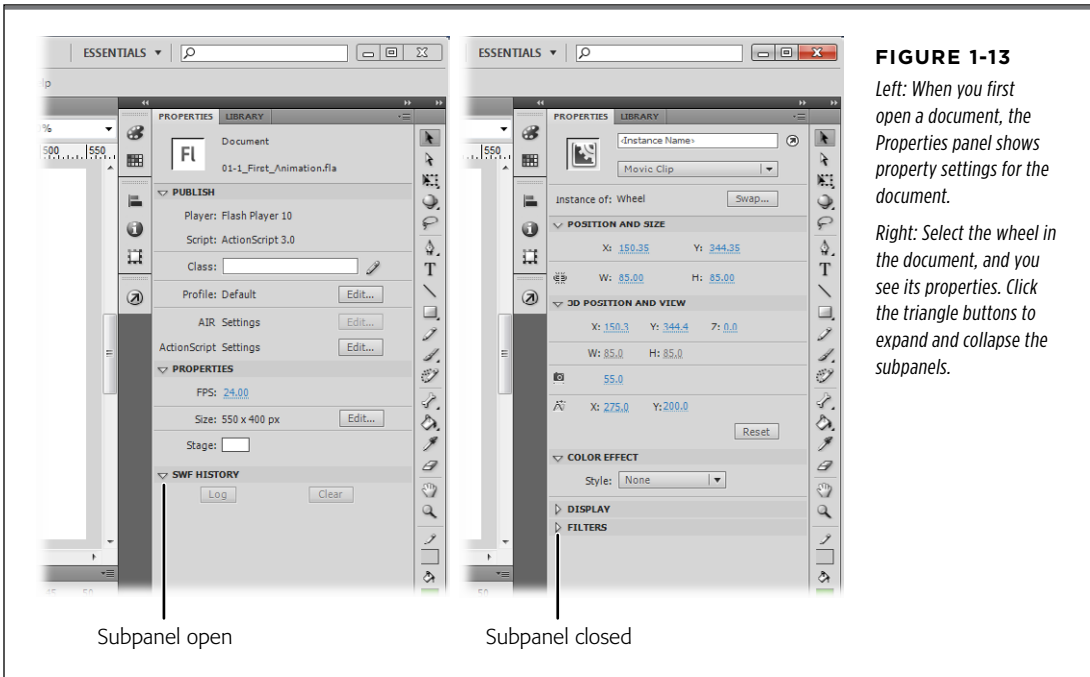 ESSENTIALS
lp
%
500 550
PROPERTIES LIBRARY
Fl
Document
01-1_First_Animation.fla
PUBLISH
Player: Flash Player 10
Script: ActionScript 3.0
Class:
Profile: Default Edit...
AIR Settings Edit...
ActionScript Settings Edit...
PROPERTIES
FPS: 24.00
Size: 550 x 400 px Edit...
Stage:
SWF HISTORY
Log Clear
T
Subpanel open
ESSENTIALS
550
PROPERTIES LIBRARY
<Instance Name>
Movie Clip
Instance of: Wheel Swap...
POSITION AND SIZE
X: 150.35 Y: 344.35
W: 85.00 H: 85.00
3D POSITION AND VIEW
X: 150.3 Y: 344.4 Z: 0.0
W: 85.0 H: 85.0
55.0
X: 275.0 Y: 200.0
Reset
COLOR EFFECT
Style: None
DISPLAY
FILTERS
T
Subpanel closed
FIGURE 1-13
Left: When you first
open a document, the
Properties panel shows
property settings for the
document.
Right: Select the wheel in
the document, and you
see its properties. Click
the triangle buttons to
expand and collapse the
subpanels.